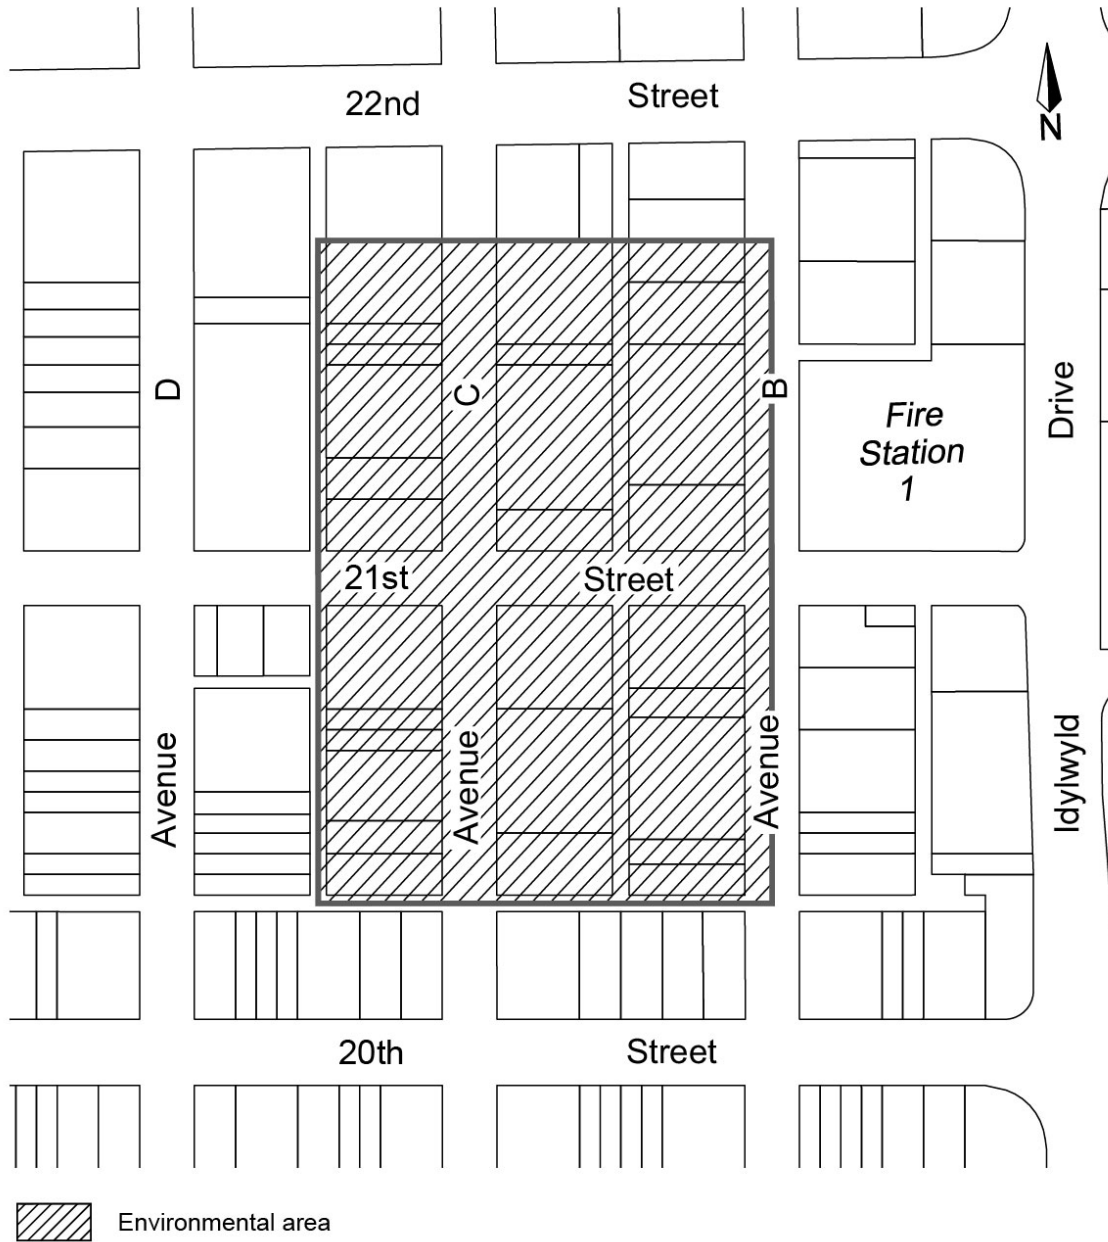 22nd Street
N
D
C
B
Drive
Fire
Station
1
21st Street
Avenue
Avenue
Avenue
Idylwyld
20th Street
Environmental area